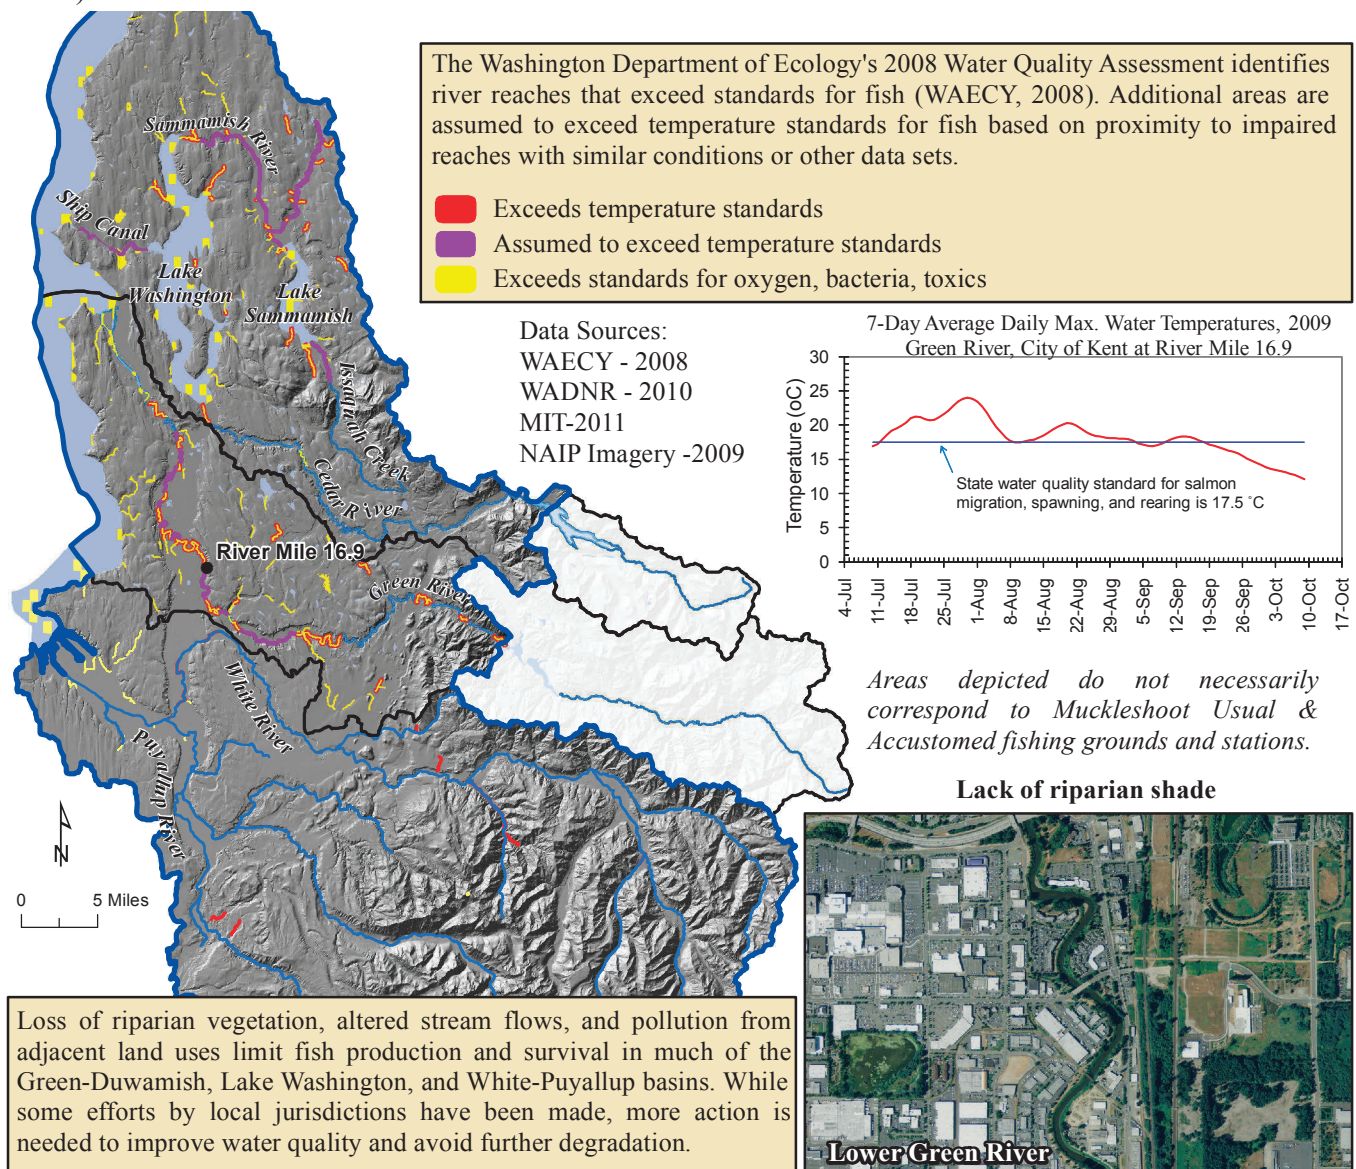 The Washington Department of Ecology's 2008 Water Quality Assessment identifies
river reaches that exceed standards for fish (WAECY, 2008). Additional areas are
assumed to exceed temperature standards for fish based on proximity to impaired
reaches with similar conditions or other data sets.
Exceeds temperature standards
Assumed to exceed temperature standards
Exceeds standards for oxygen, bacteria, toxics
Sammamish River
Ship Canal
Lake
Washington
Lake
Sammamish
Issaquah Creek
Cedar River
River Mile 16.9
Green River
White River
Puyallup River
N
0 5 Miles
Data Sources:
WAECY - 2008
WADNR - 2010
MIT-2011
NAIP Imagery -2009
7-Day Average Daily Max. Water Temperatures, 2009
Green River, City of Kent at River Mile 16.9
Temperature (oC)
30
25
20
15
10
5
0
State water quality standard for salmon
migration, spawning, and rearing is 17.5 ˚C
4-Jul
11-Jul
18-Jul
25-Jul
1-Aug
8-Aug
15-Aug
22-Aug
29-Aug
5-Sep
12-Sep
19-Sep
26-Sep
3-Oct
10-Oct
17-Oct
Areas depicted do not necessarily
correspond to Muckleshoot Usual &
Accustomed fishing grounds and stations.
Lack of riparian shade
Lower Green River
Loss of riparian vegetation, altered stream flows, and pollution from
adjacent land uses limit fish production and survival in much of the
Green-Duwamish, Lake Washington, and White-Puyallup basins. While
some efforts by local jurisdictions have been made, more action is
needed to improve water quality and avoid further degradation.